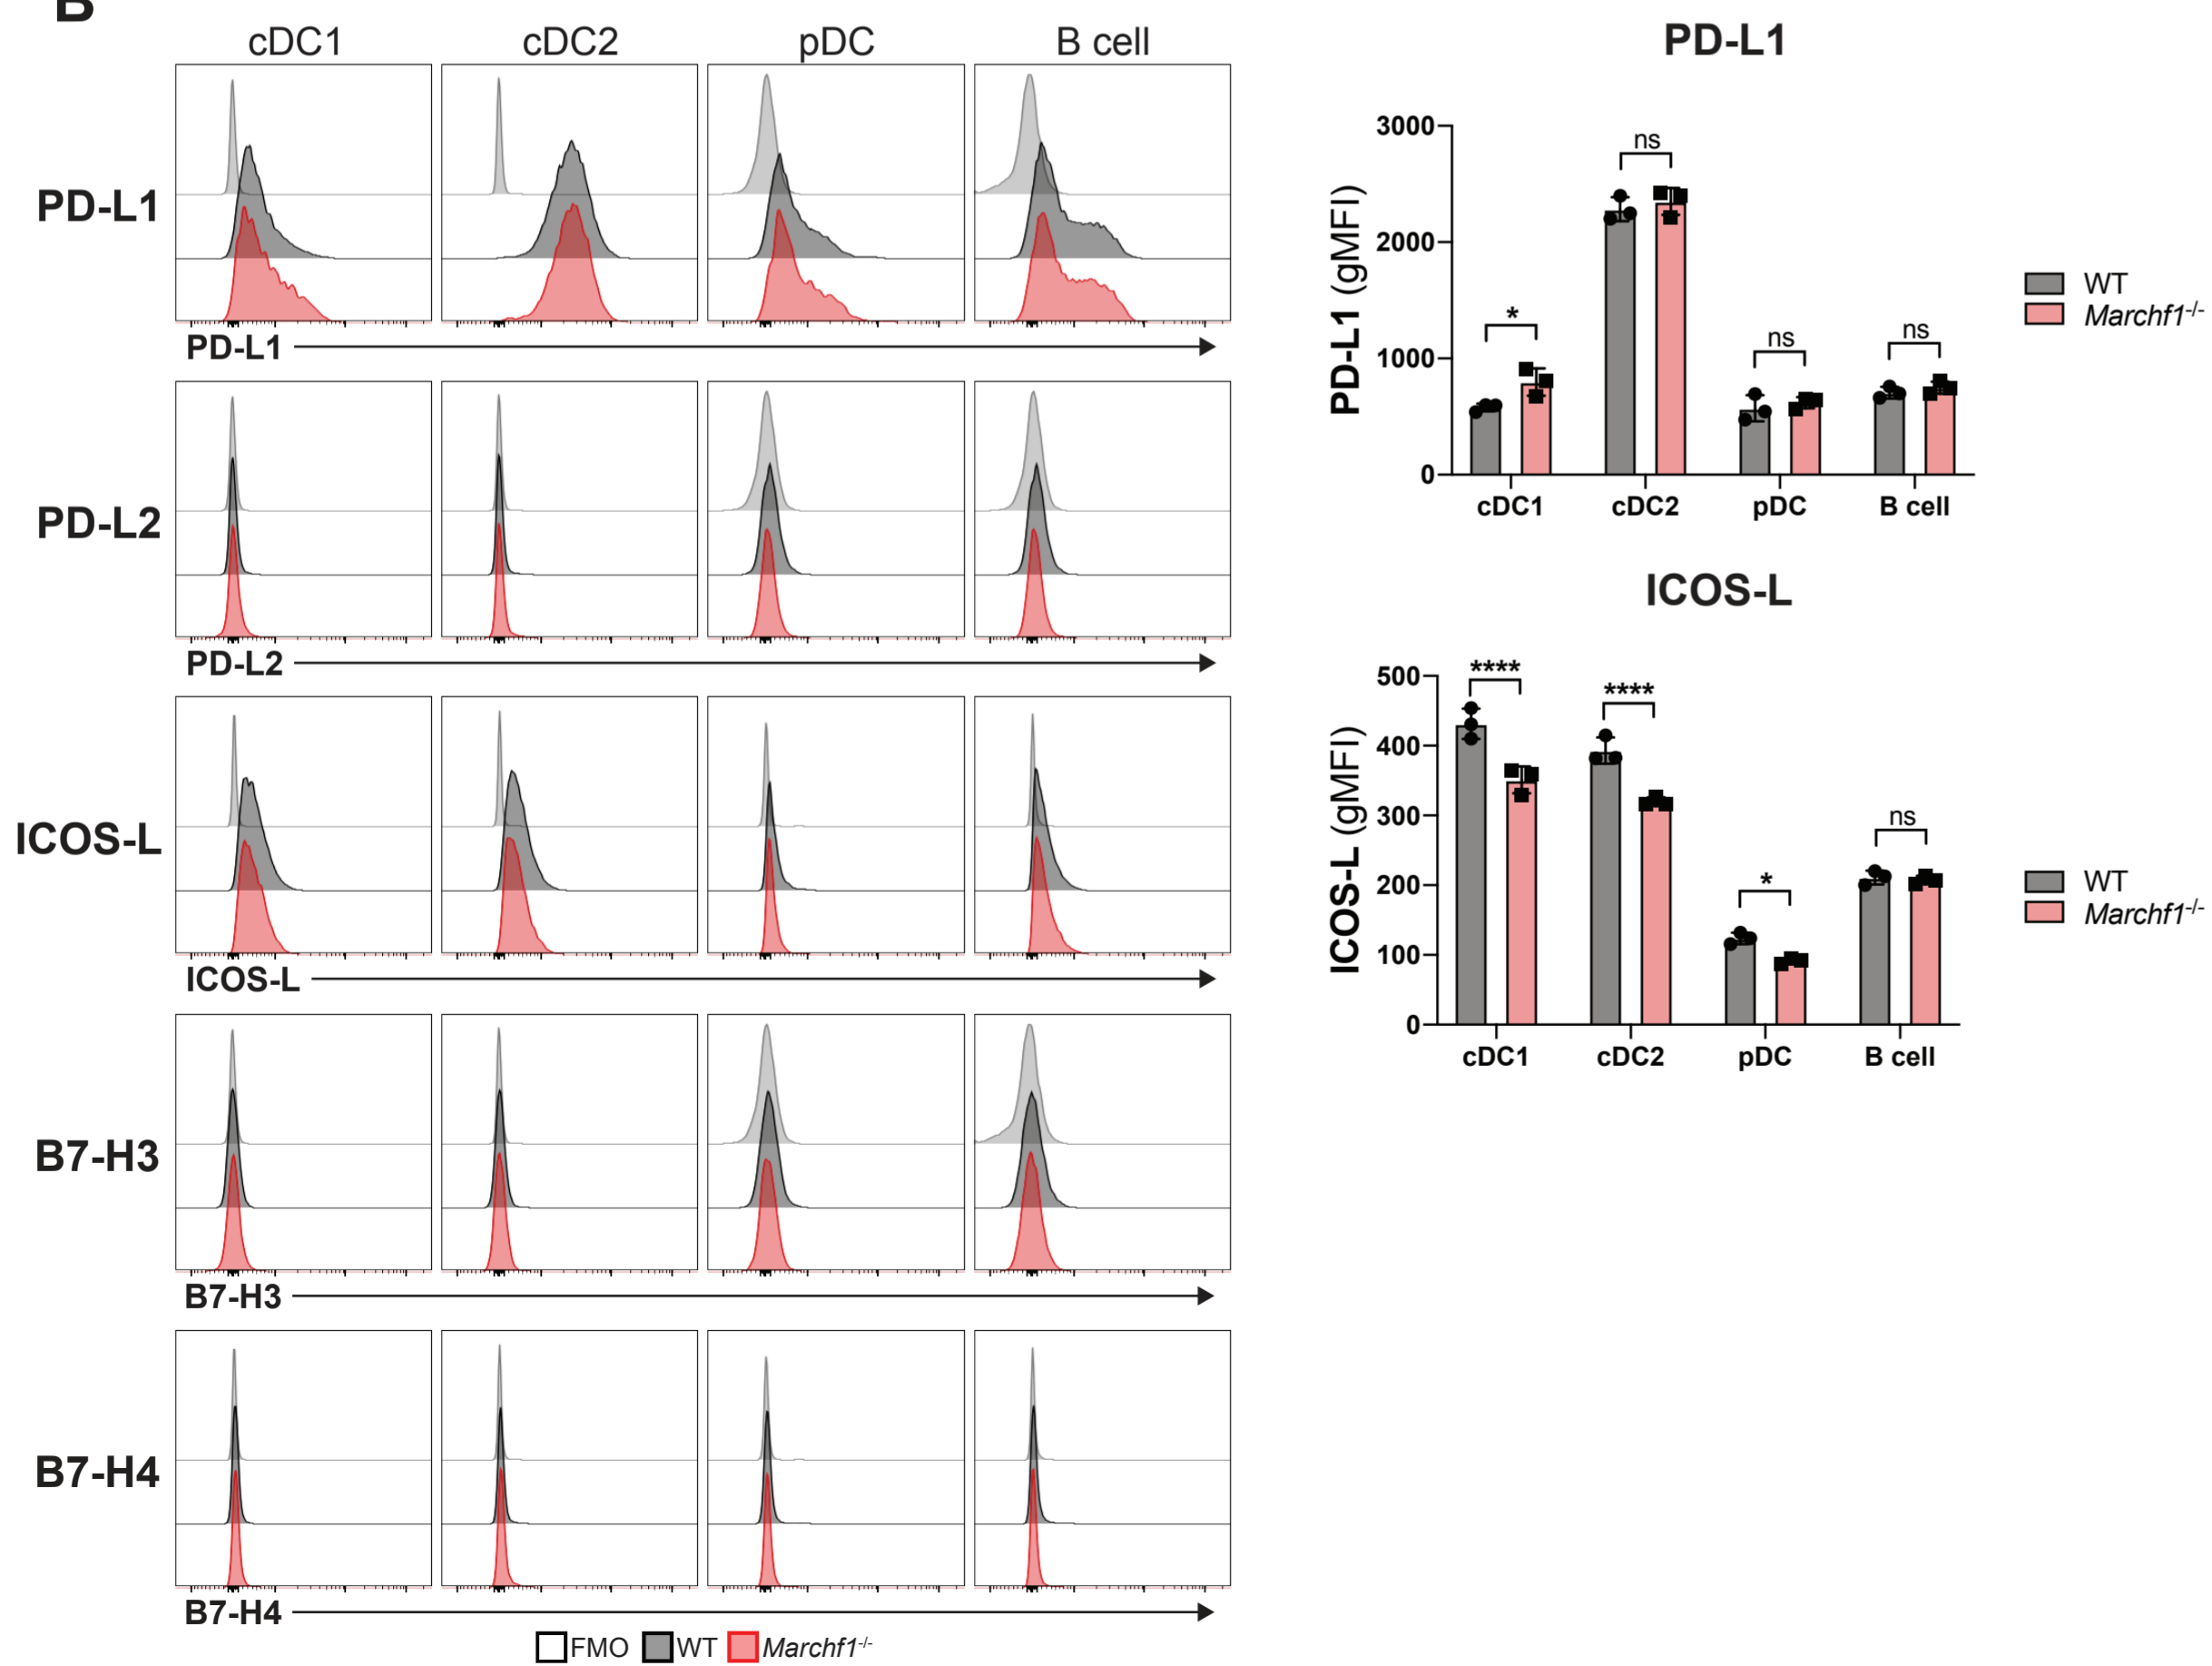 B
cDC1 cDC2 pDC B cell
PD-L1
PD-L1
PD-L2
PD-L2
ICOS-L
ICOS-L
B7-H3
B7-H3
B7-H4
B7-H4
FMO WT Marchf1-/-
PD-L1
PD-L1 (gMFI)
3000
2000
1000
0
* ns ns ns
cDC1 cDC2 pDC B cell
WT
Marchf1-/-
ICOS-L
ICOS-L (gMFI)
500
400
300
200
100
0
**** **** * ns
cDC1 cDC2 pDC B cell
WT
Marchf1-/-